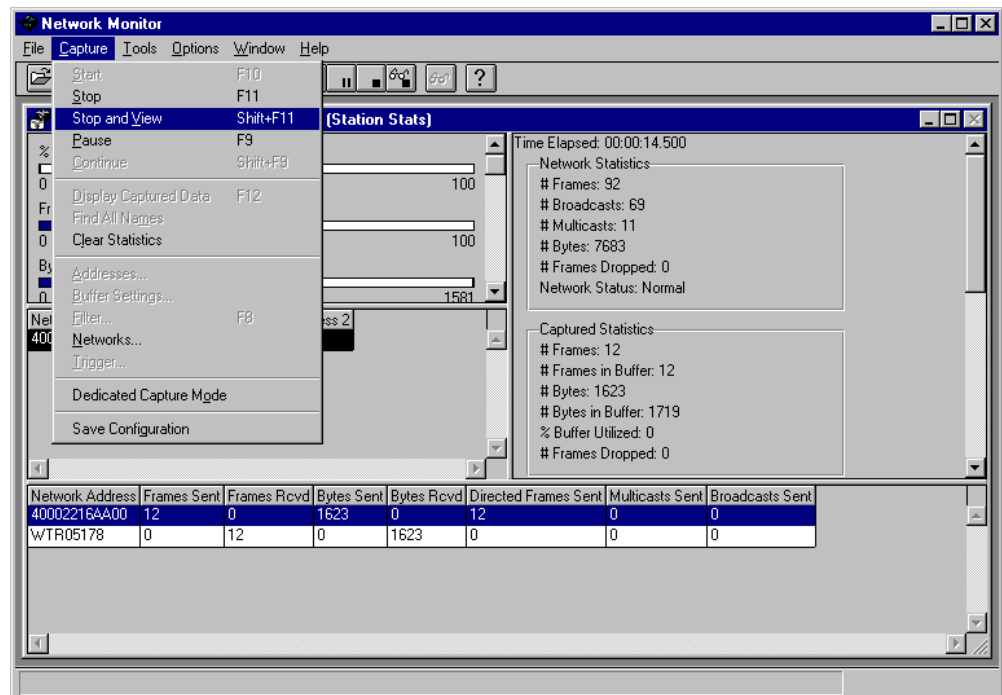 Network Monitor
File Capture Tools Options Window Help
Start F10
Stop F11
Stop and View Shift+F11
Pause F9
Continue Shift+F9
Display Captured Data F12
Find All Names
Clear Statistics
Addresses...
Buffer Settings...
Filter... F8
Networks...
Trigger...
Dedicated Capture Mode
Save Configuration
(Station Stats)
%
0 100
Fr
0 100
By
0 1581
Net ess 2
400
Time Elapsed: 00:00:14.500
Network Statistics
# Frames: 92
# Broadcasts: 69
# Multicasts: 11
# Bytes: 7683
# Frames Dropped: 0
Network Status: Normal
Captured Statistics
# Frames: 12
# Frames in Buffer: 12
# Bytes: 1623
# Bytes in Buffer: 1719
% Buffer Utilized: 0
# Frames Dropped: 0
Network Address Frames Sent Frames Rcvd Bytes Sent Bytes Rcvd Directed Frames Sent Multicasts Sent Broadcasts Sent
40002216AA00 12 0 1623 0 12 0 0
WTR05178 0 12 0 1623 0 0 0